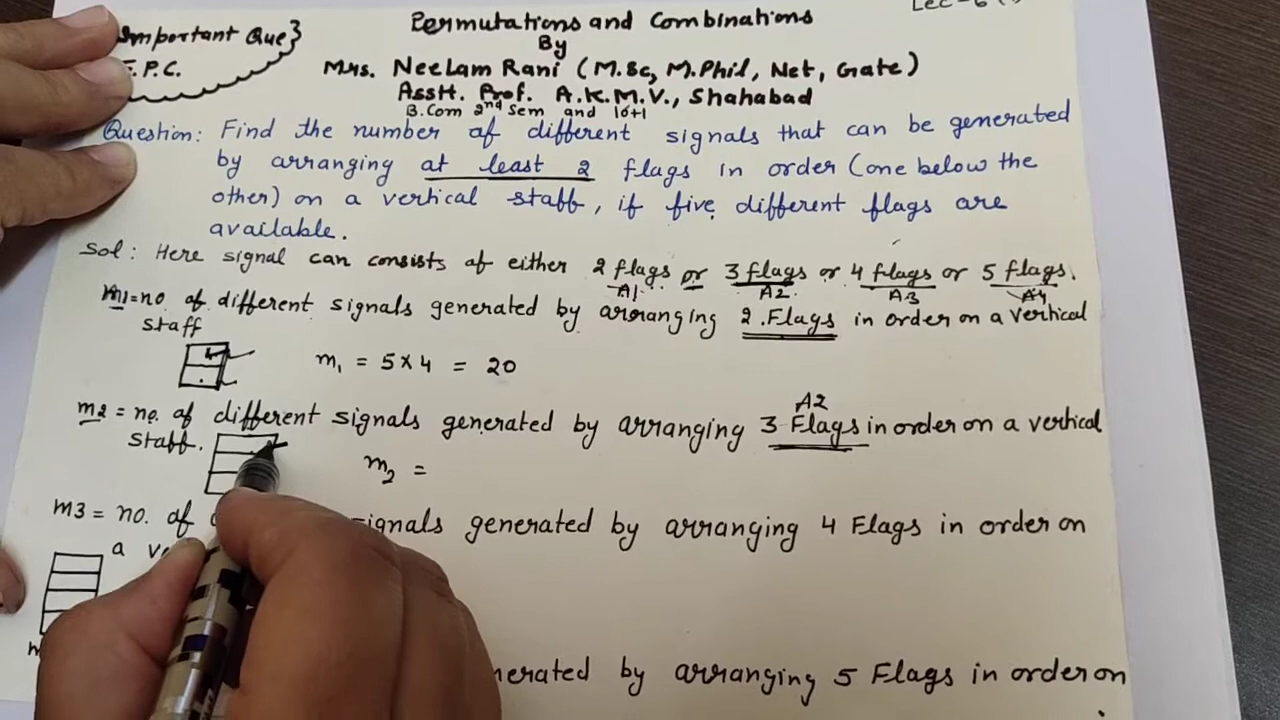 Important Que
F.P.C.
Permutations and Combinations
By
Mrs. Neelam Rani (M.Sc, M.Phil, Net, Gate)
Asstt. Prof. A.K.M.V., Shahabad
B.Com 2nd Sem and 10+1
Question: Find the number of different signals that can be generated
by arranging at least 2 flags in order (one below the
other) on a vertical staff, if five different flags are
available.
Sol: Here signal can consists of either 2 flags or 3 flags or 4 flags or 5 flags.
A1 A2 A3 A4
m1 = no of different signals generated by arranging 2 Flags in order on a vertical
staff
m1 = 5 x 4 = 20
A2
m2 = no. of different signals generated by arranging 3 Flags in order on a vertical
staff.
m2 =
m3 = no. of signals generated by arranging 4 Flags in order on
a
generated by arranging 5 Flags in order on